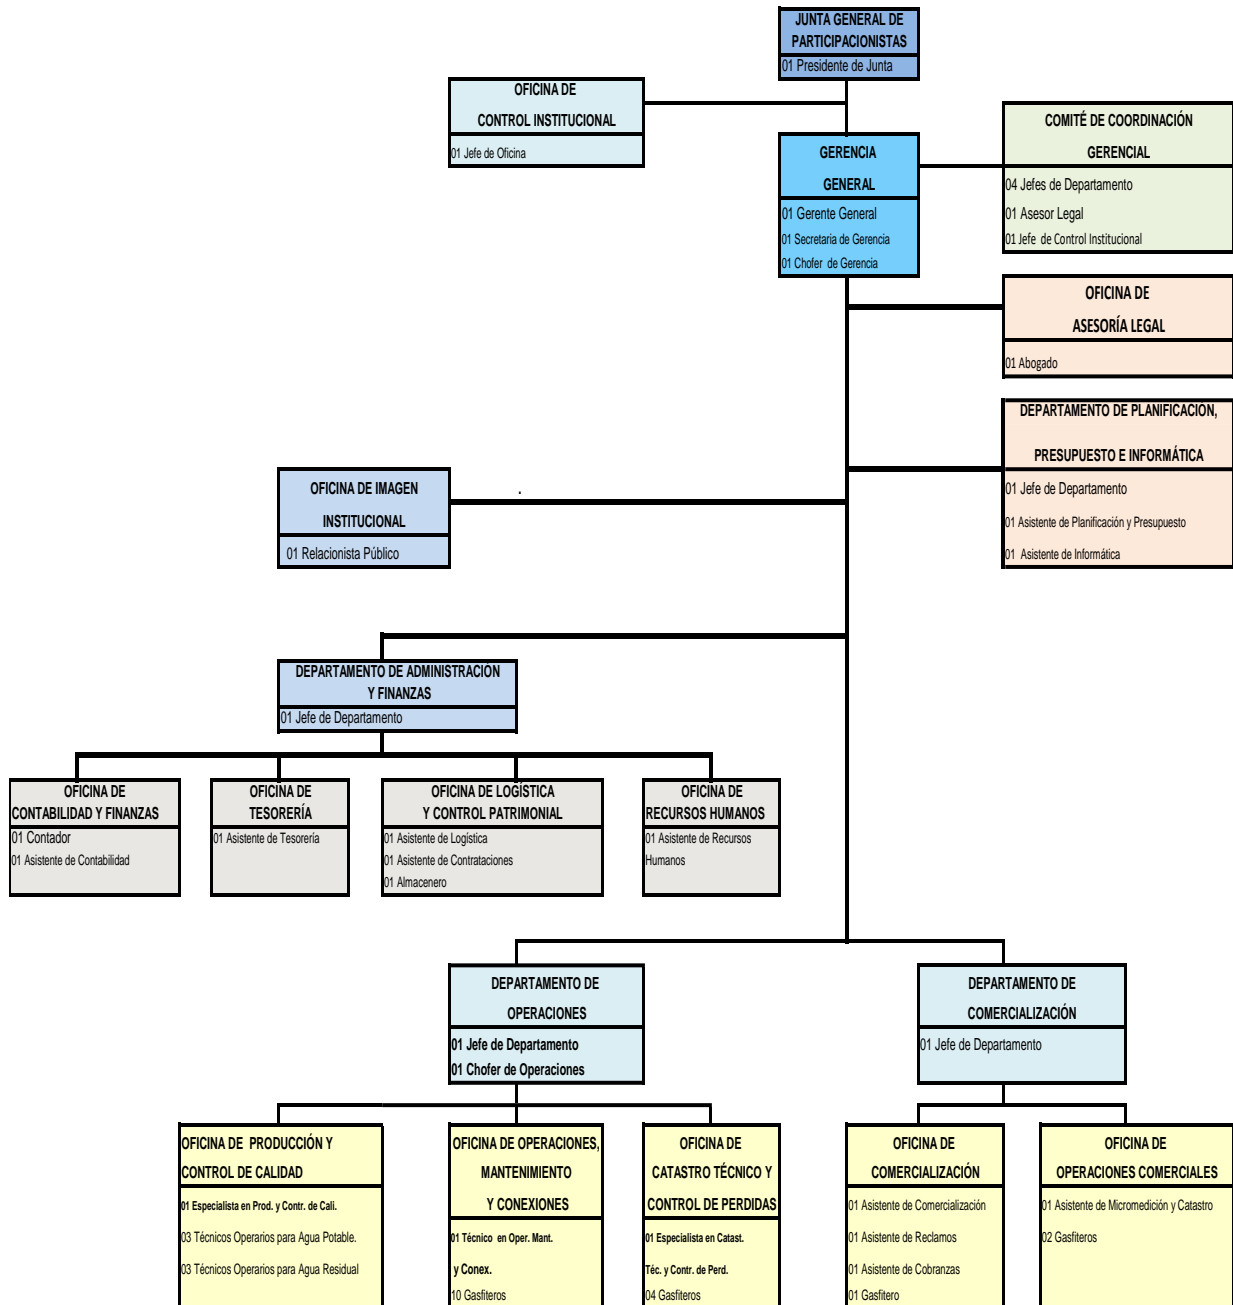 JUNTA GENERAL DE
PARTICIPACIONISTAS
01 Presidente de Junta
OFICINA DE
CONTROL INSTITUCIONAL
01 Jefe de Oficina
GERENCIA
GENERAL
01 Gerente General
01 Secretaria de Gerencia
01 Chofer de Gerencia
COMITÉ DE COORDINACIÓN
GERENCIAL
04 Jefes de Departamento
01 Asesor Legal
01 Jefe de Control Institucional
OFICINA DE
ASESORÍA LEGAL
01 Abogado
DEPARTAMENTO DE PLANIFICACIÓN,
PRESUPUESTO E INFORMÁTICA
01 Jefe de Departamento
01 Asistente de Planificación y Presupuesto
01 Asistente de Informática
OFICINA DE IMAGEN
INSTITUCIONAL
01 Relacionista Público
DEPARTAMENTO DE ADMINISTRACIÓN
Y FINANZAS
01 Jefe de Departamento
OFICINA DE
CONTABILIDAD Y FINANZAS
01 Contador
01 Asistente de Contabilidad
OFICINA DE
TESORERÍA
01 Asistente de Tesorería
OFICINA DE LOGÍSTICA
Y CONTROL PATRIMONIAL
01 Asistente de Logística
01 Asistente de Contrataciones
01 Almacenero
OFICINA DE
RECURSOS HUMANOS
01 Asistente de Recursos
Humanos
DEPARTAMENTO DE
OPERACIONES
01 Jefe de Departamento
01 Chofer de Operaciones
DEPARTAMENTO DE
COMERCIALIZACIÓN
01 Jefe de Departamento
OFICINA DE PRODUCCIÓN Y
CONTROL DE CALIDAD
01 Especialista en Prod. y Contr. de Cali.
03 Técnicos Operarios para Agua Potable.
03 Técnicos Operarios para Agua Residual
OFICINA DE OPERACIONES,
MANTENIMIENTO
Y CONEXIONES
01 Técnico en Oper. Mant.
y Conex.
10 Gasfiteros
OFICINA DE
CATASTRO TÉCNICO Y
CONTROL DE PERDIDAS
01 Especialista en Catast.
Téc. y Contr. de Perd.
04 Gasfiteros
OFICINA DE
COMERCIALIZACIÓN
01 Asistente de Comercialización
01 Asistente de Reclamos
01 Asistente de Cobranzas
01 Gasfitero
OFICINA DE
OPERACIONES COMERCIALES
01 Asistente de Micromedición y Catastro
02 Gasfiteros